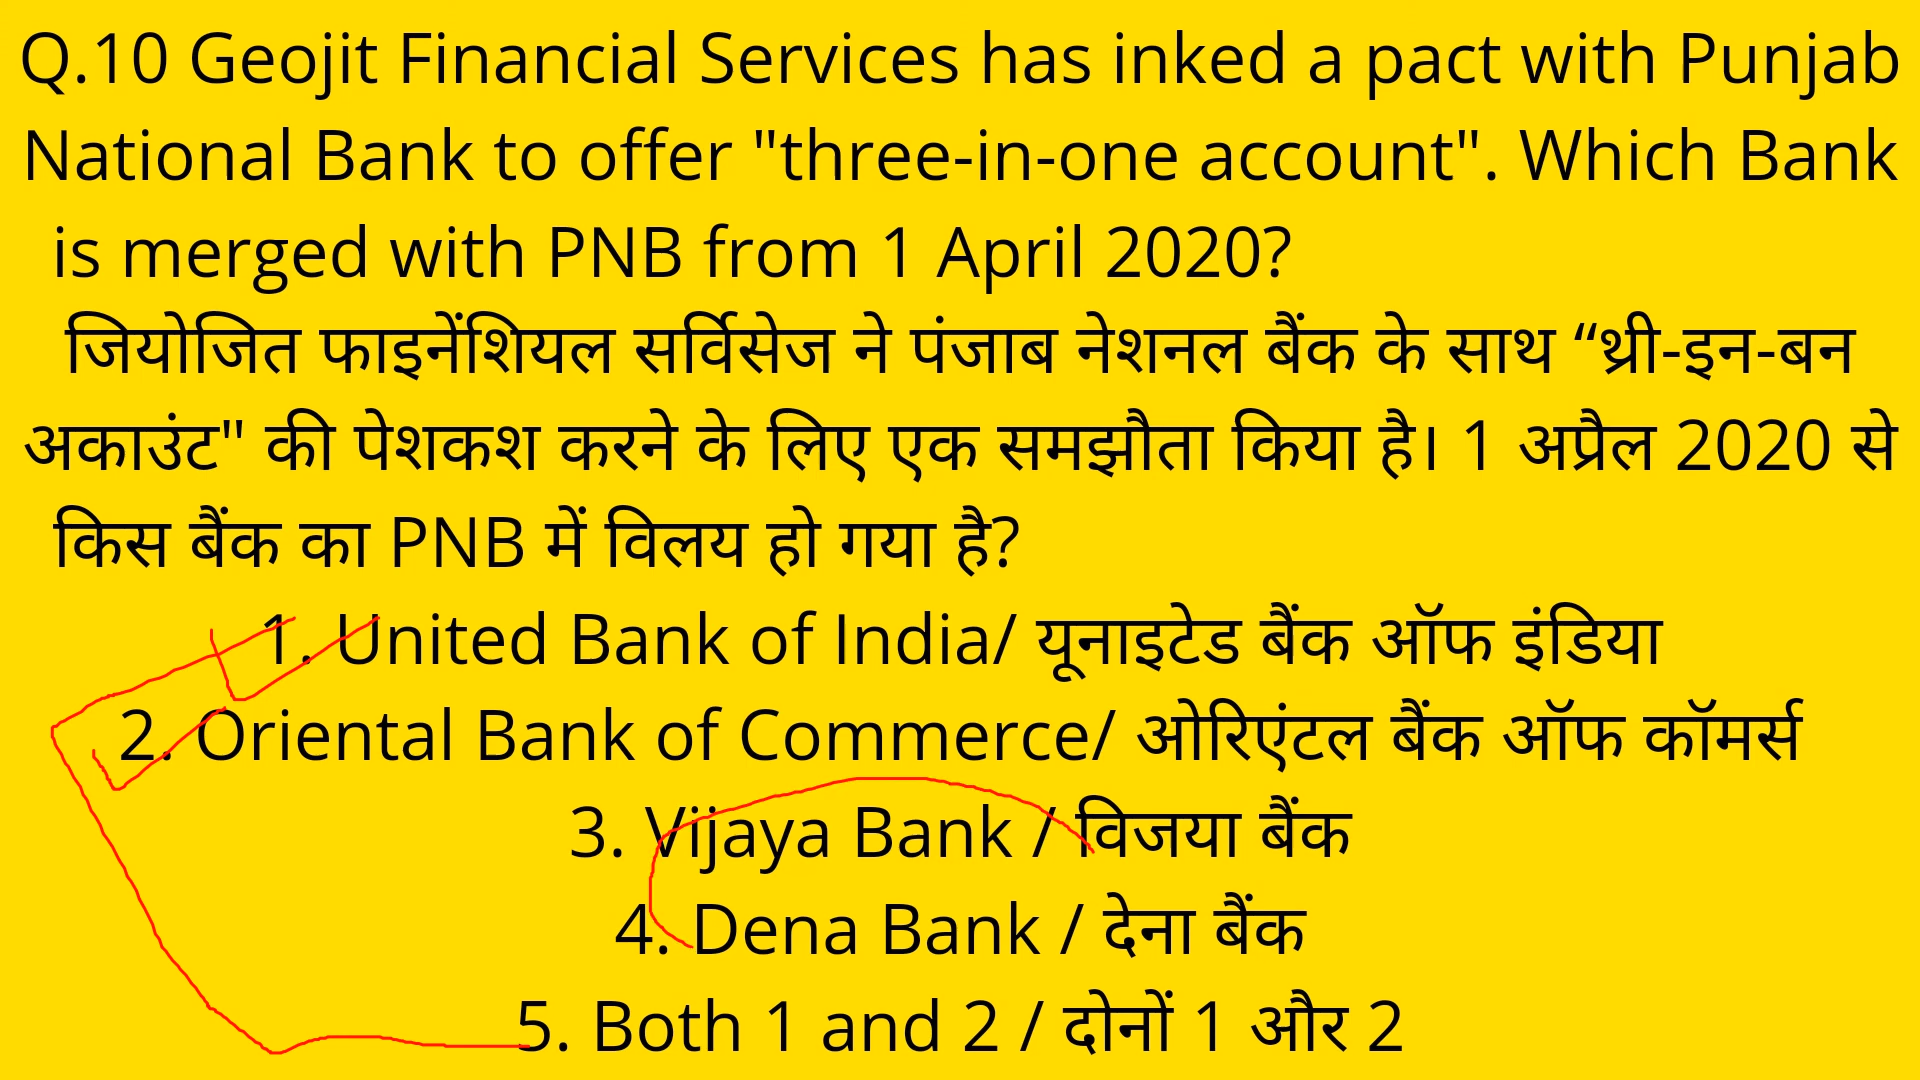 Q.10 Geojit Financial Services has inked a pact with Punjab
National Bank to offer "three-in-one account". Which Bank
is merged with PNB from 1 April 2020?
जियोजित फाइनेंशियल सर्विसेज ने पंजाब नेशनल बैंक के साथ “थ्री-इन-बन
अकाउंट" की पेशकश करने के लिए एक समझौता किया है। 1 अप्रैल 2020 से
किस बैंक का PNB में विलय हो गया है?
1. United Bank of India/ यूनाइटेड बैंक ऑफ इंडिया
2. Oriental Bank of Commerce/ ओरिएंटल बैंक ऑफ कॉमर्स
3. Vijaya Bank / विजया बैंक
4. Dena Bank / देना बैंक
5. Both 1 and 2 / दोनों 1 और 2